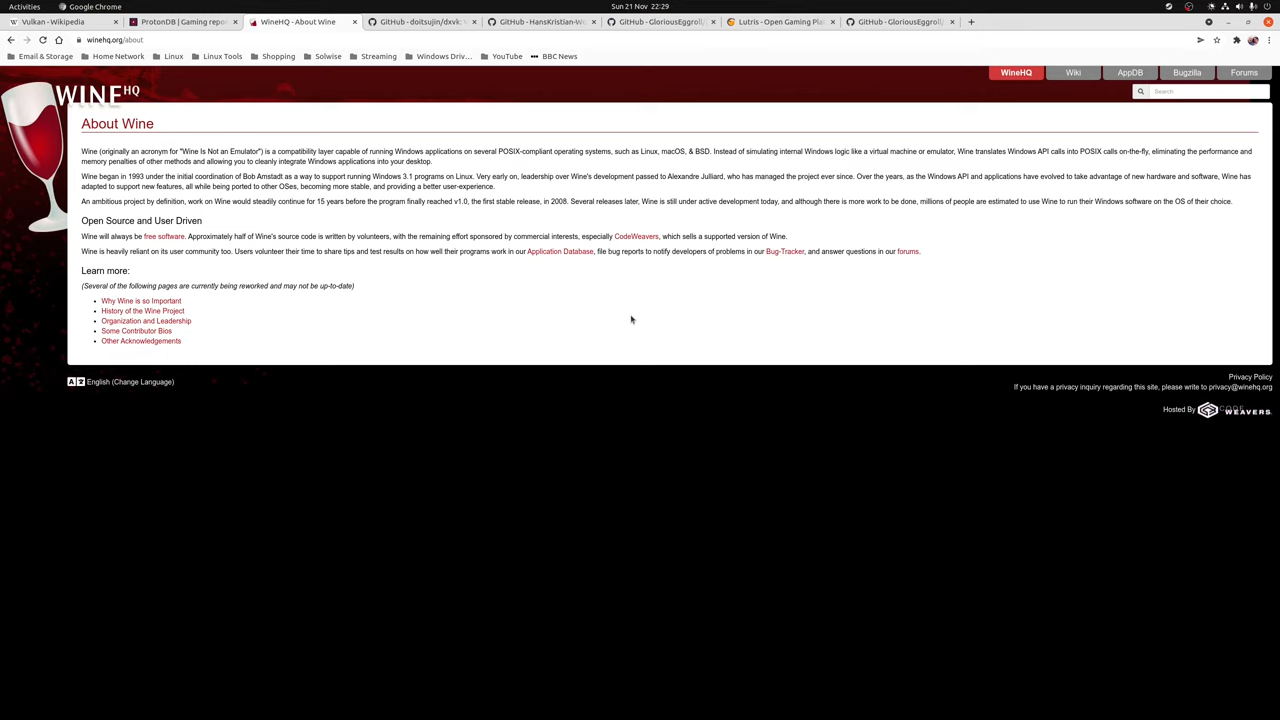 Activities
Google Chrome
Sun 21 Nov 22:29
Vulkan - Wikipedia
ProtonDB | Gaming repo
WineHQ - About Wine
GitHub - doitsujin/dxvk:
GitHub - HansKristian-Wo
GitHub - GloriousEggroll/
Lutris - Open Gaming Pla
GitHub - GloriousEggroll/
winehq.org/about
Email & Storage
Home Network
Linux
Linux Tools
Shopping
Solwise
Streaming
Windows Driv...
YouTube
BBC News
WineHQ
Wiki
AppDB
Bugzilla
Forums
WINE HQ
Search
About Wine
Wine (originally an acronym for "Wine Is Not an Emulator") is a compatibility layer capable of running Windows applications on several POSIX-compliant operating systems, such as Linux, macOS, & BSD. Instead of simulating internal Windows logic like a virtual machine or emulator, Wine translates Windows API calls into POSIX calls on-the-fly, eliminating the performance and
memory penalties of other methods and allowing you to cleanly integrate Windows applications into your desktop.
Wine began in 1993 under the initial coordination of Bob Amstadt as a way to support running Windows 3.1 programs on Linux. Very early on, leadership over Wine's development passed to Alexandre Julliard, who has managed the project ever since. Over the years, as the Windows API and applications have evolved to take advantage of new hardware and software, Wine has
adapted to support new features, all while being ported to other OSes, becoming more stable, and providing a better user-experience.
An ambitious project by definition, work on Wine would steadily continue for 15 years before the program finally reached v1.0, the first stable release, in 2008. Several releases later, Wine is still under active development today, and although there is more work to be done, millions of people are estimated to use Wine to run their Windows software on the OS of their choice.
Open Source and User Driven
Wine will always be free software. Approximately half of Wine's source code is written by volunteers, with the remaining effort sponsored by commercial interests, especially CodeWeavers, which sells a supported version of Wine.
Wine is heavily reliant on its user community too. Users volunteer their time to share tips and test results on how well their programs work in our Application Database, file bug reports to notify developers of problems in our Bug-Tracker, and answer questions in our forums.
Learn more:
(Several of the following pages are currently being reworked and may not be up-to-date)
Why Wine is so Important
History of the Wine Project
Organization and Leadership
Some Contributor Bios
Other Acknowledgements
English (Change Language)
Privacy Policy
If you have a privacy inquiry regarding this site, please write to privacy@winehq.org
Hosted By CODE WEAVERS